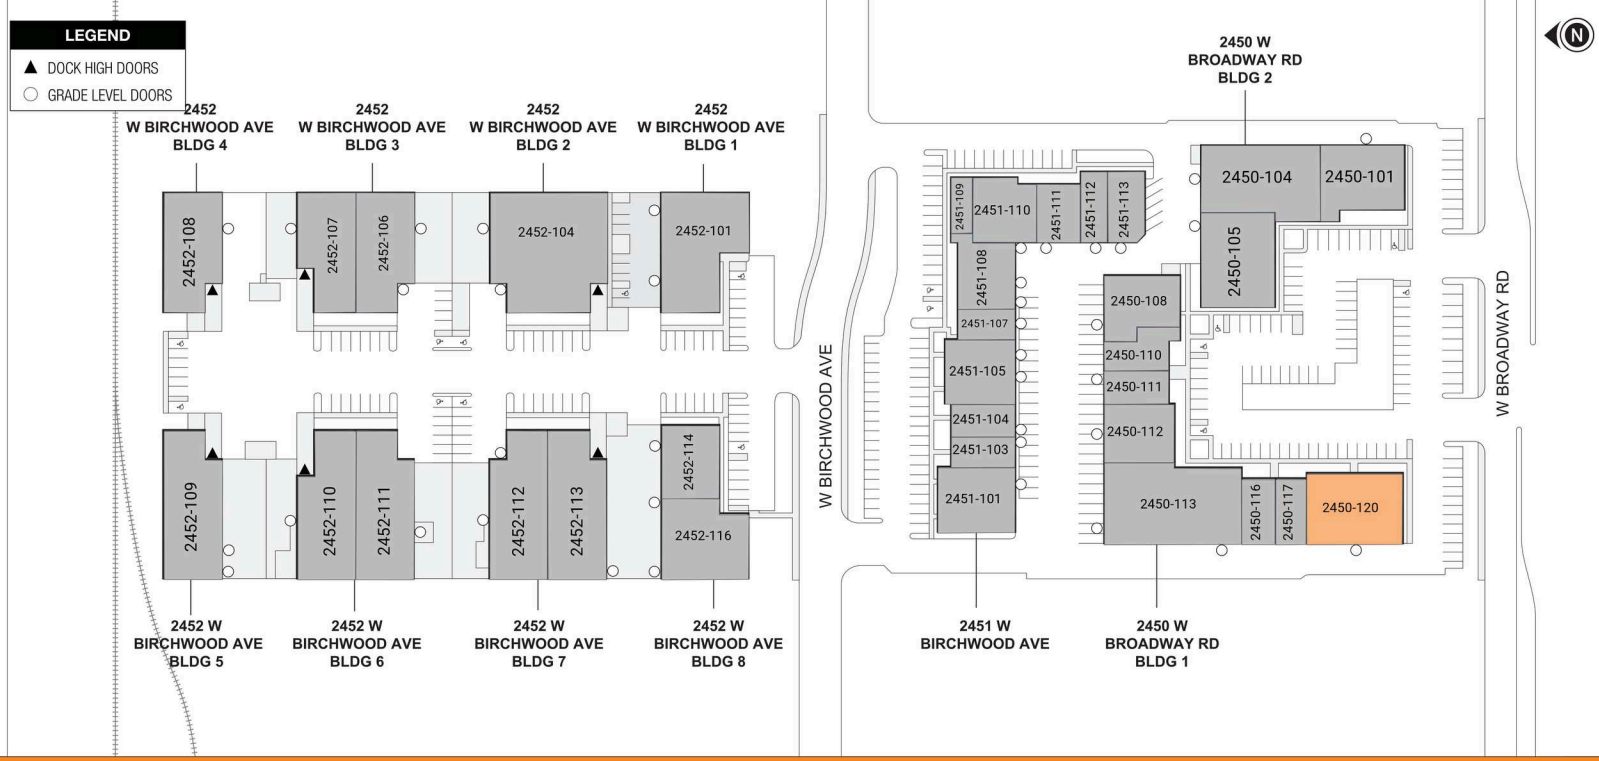 LEGEND
DOCK HIGH DOORS
GRADE LEVEL DOORS
N
2450 W
BROADWAY RD
BLDG 2
2452
W BIRCHWOOD AVE
BLDG 4
2452
W BIRCHWOOD AVE
BLDG 3
2452
W BIRCHWOOD AVE
BLDG 2
2452
W BIRCHWOOD AVE
BLDG 1
2452-108
2452-107
2452-106
2452-104
2452-101
2452-109
2452-110
2452-111
2452-112
2452-113
2452-114
2452-116
2452 W
BIRCHWOOD AVE
BLDG 5
2452 W
BIRCHWOOD AVE
BLDG 6
2452 W
BIRCHWOOD AVE
BLDG 7
2452 W
BIRCHWOOD AVE
BLDG 8
W BIRCHWOOD AVE
2451-109
2451-110
2451-111
2451-112
2451-113
2451-108
2451-107
2451-105
2451-104
2451-103
2451-101
2451 W
BIRCHWOOD AVE
2450-104
2450-101
2450-105
2450-108
2450-110
2450-111
2450-112
2450-113
2450-116
2450-117
2450-120
2450 W
BROADWAY RD
BLDG 1
W BROADWAY RD